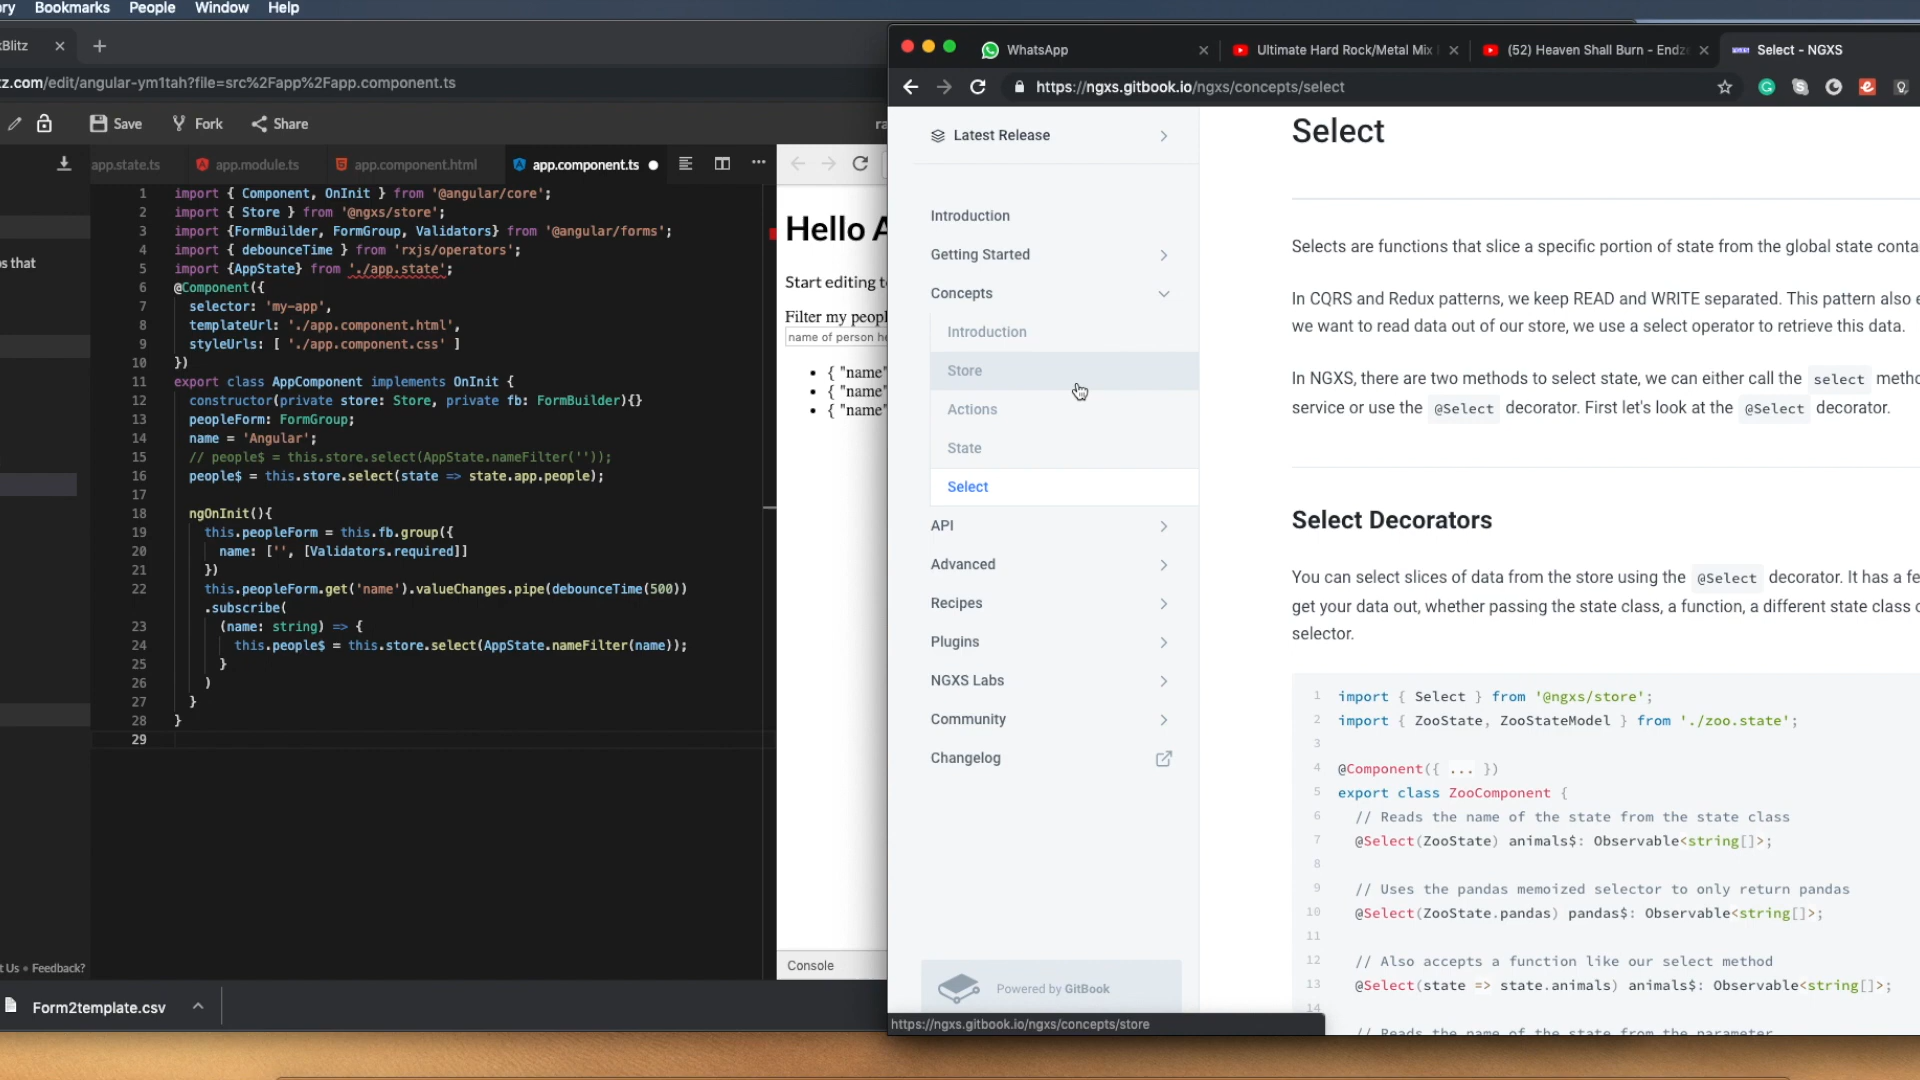 ry Bookmarks People Window Help
kBlitz
z.com/edit/angular-ym1tah?file=src%2Fapp%2Fapp.component.ts
Save Fork Share
app.state.ts app.module.ts app.component.html app.component.ts
s that
1 import { Component, OnInit } from '@angular/core';
2 import { Store } from '@ngxs/store';
3 import {FormBuilder, FormGroup, Validators} from '@angular/forms';
4 import { debounceTime } from 'rxjs/operators';
5 import {AppState} from './app.state';
6 @Component({
7 selector: 'my-app',
8 templateUrl: './app.component.html',
9 styleUrls: [ './app.component.css' ]
10 })
11 export class AppComponent implements OnInit {
12 constructor(private store: Store, private fb: FormBuilder){}
13 peopleForm: FormGroup;
14 name = 'Angular';
15 // people$ = this.store.select(AppState.nameFilter(''));
16 people$ = this.store.select(state => state.app.people);
17
18 ngOnInit(){
19 this.peopleForm = this.fb.group({
20 name: ['', [Validators.required]]
21 })
22 this.peopleForm.get('name').valueChanges.pipe(debounceTime(500))
.subscribe(
23 (name: string) => {
24 this.people$ = this.store.select(AppState.nameFilter(name));
25 }
26 )
27 }
28 }
29
t Us • Feedback?
Form2template.csv
Hello A
Start editing t
Filter my peopl
name of person he
{ "name"
{ "name"
{ "name"
Console
WhatsApp Ultimate Hard Rock/Metal Mix (52) Heaven Shall Burn - Endz Select - NGXS
https://ngxs.gitbook.io/ngxs/concepts/select
Latest Release
Introduction
Getting Started
Concepts
Introduction
Store
Actions
State
Select
API
Advanced
Recipes
Plugins
NGXS Labs
Community
Changelog
Powered by GitBook
https://ngxs.gitbook.io/ngxs/concepts/store
Select
Selects are functions that slice a specific portion of state from the global state conta
In CQRS and Redux patterns, we keep READ and WRITE separated. This pattern also e
we want to read data out of our store, we use a select operator to retrieve this data.
In NGXS, there are two methods to select state, we can either call the select metho
service or use the @Select decorator. First let's look at the @Select decorator.
Select Decorators
You can select slices of data from the store using the @Select decorator. It has a fe
get your data out, whether passing the state class, a function, a different state class o
selector.
1 import { Select } from '@ngxs/store';
2 import { ZooState, ZooStateModel } from './zoo.state';
3
4 @Component({ ... })
5 export class ZooComponent {
6 // Reads the name of the state from the state class
7 @Select(ZooState) animals$: Observable<string[]>;
8
9 // Uses the pandas memoized selector to only return pandas
10 @Select(ZooState.pandas) pandas$: Observable<string[]>;
11
12 // Also accepts a function like our select method
13 @Select(state => state.animals) animals$: Observable<string[]>;
14
// Reads the name of the state from the parameter